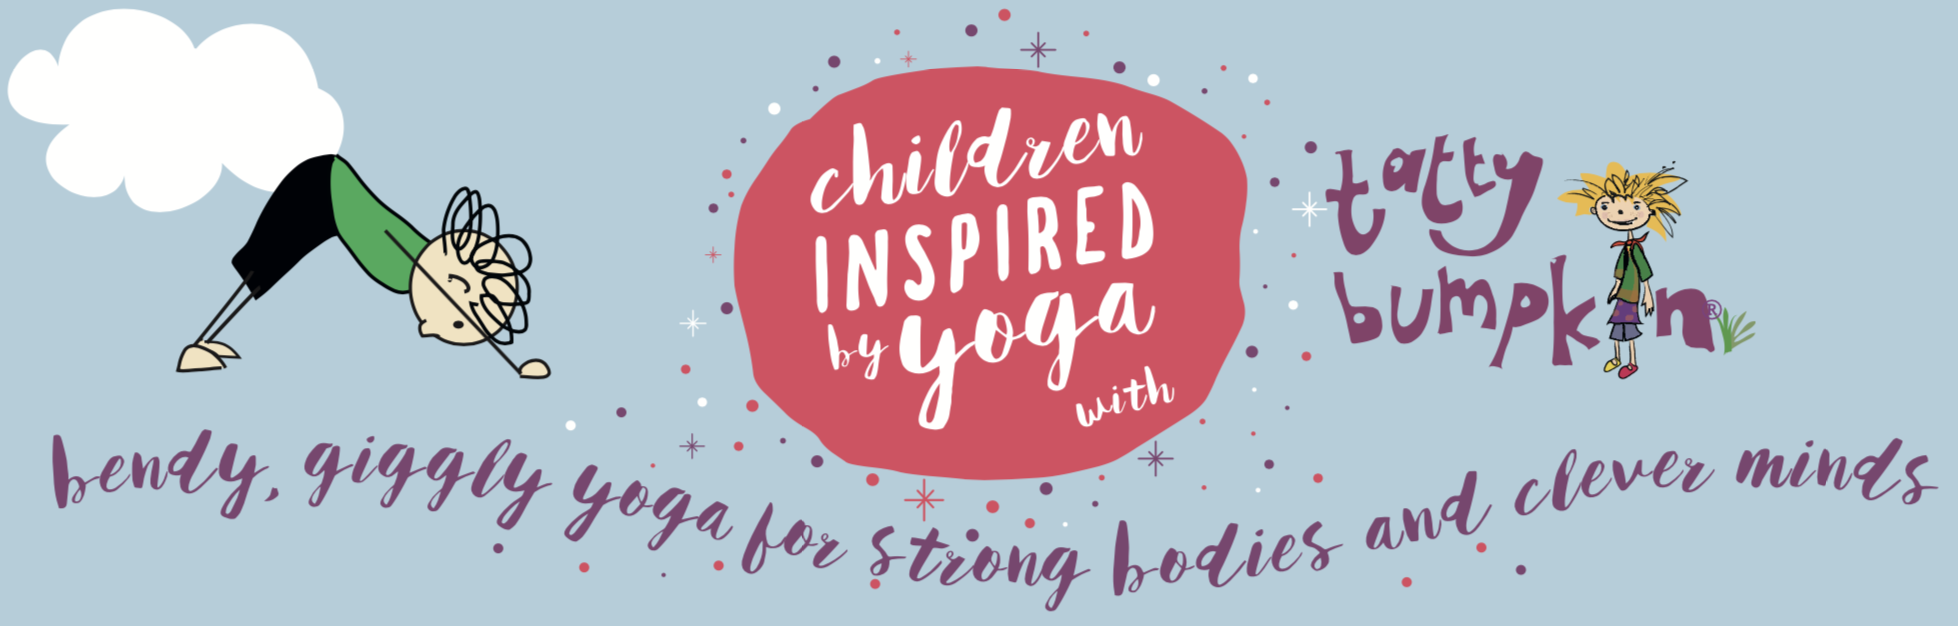 children
INSPIRED
by yoga
with
tatty
bumpkin®
bendy, giggly yoga for strong bodies and clever minds